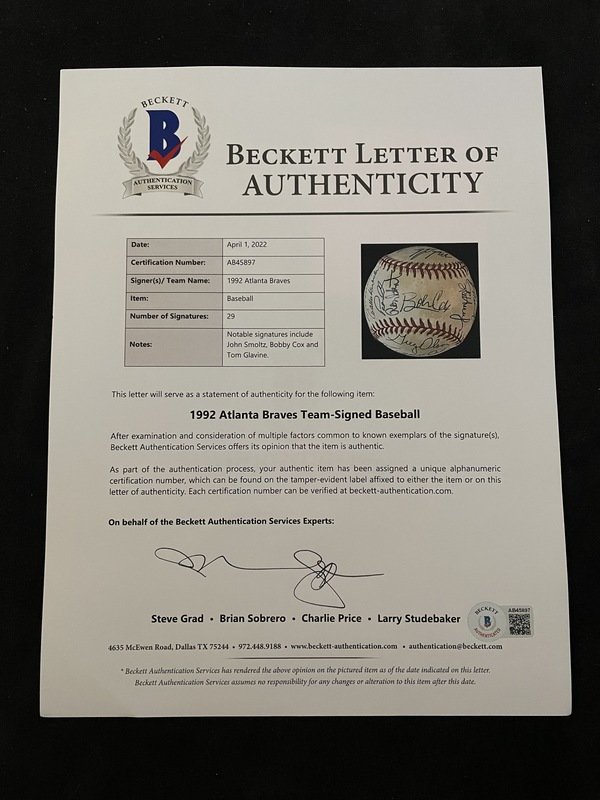 BECKETT
B
AUTHENTICATION
SERVICES
BECKETT LETTER OF
AUTHENTICITY
Date: April 1, 2022
Certification Number: AB45897
Signer(s)/ Team Name: 1992 Atlanta Braves
Item: Baseball
Number of Signatures: 29
Notes: Notable signatures include
John Smoltz, Bobby Cox and
Tom Glavine.
Bobby Cox
Greg Olson
This letter will serve as a statement of authenticity for the following item:
1992 Atlanta Braves Team-Signed Baseball
After examination and consideration of multiple factors common to known exemplars of the signature(s),
Beckett Authentication Services offers its opinion that the item is authentic.
As part of the authentication process, your authentic item has been assigned a unique alphanumeric
certification number, which can be found on the tamper-evident label affixed to either the item or on this
letter of authenticity. Each certification number can be verified at beckett-authentication.com.
On behalf of the Beckett Authentication Services Experts:
Steve Grad • Brian Sobrero • Charlie Price • Larry Studebaker
BECKETT
B
AUTHENTICATED
AB45897
4635 McEwen Road, Dallas TX 75244 • 972.448.9188 • www.beckett-authentication.com • authentication@beckett.com
* Beckett Authentication Services has rendered the above opinion on the pictured item as of the date indicated on this letter.
Beckett Authentication Services assumes no responsibility for any changes or alteration to this item after this date.